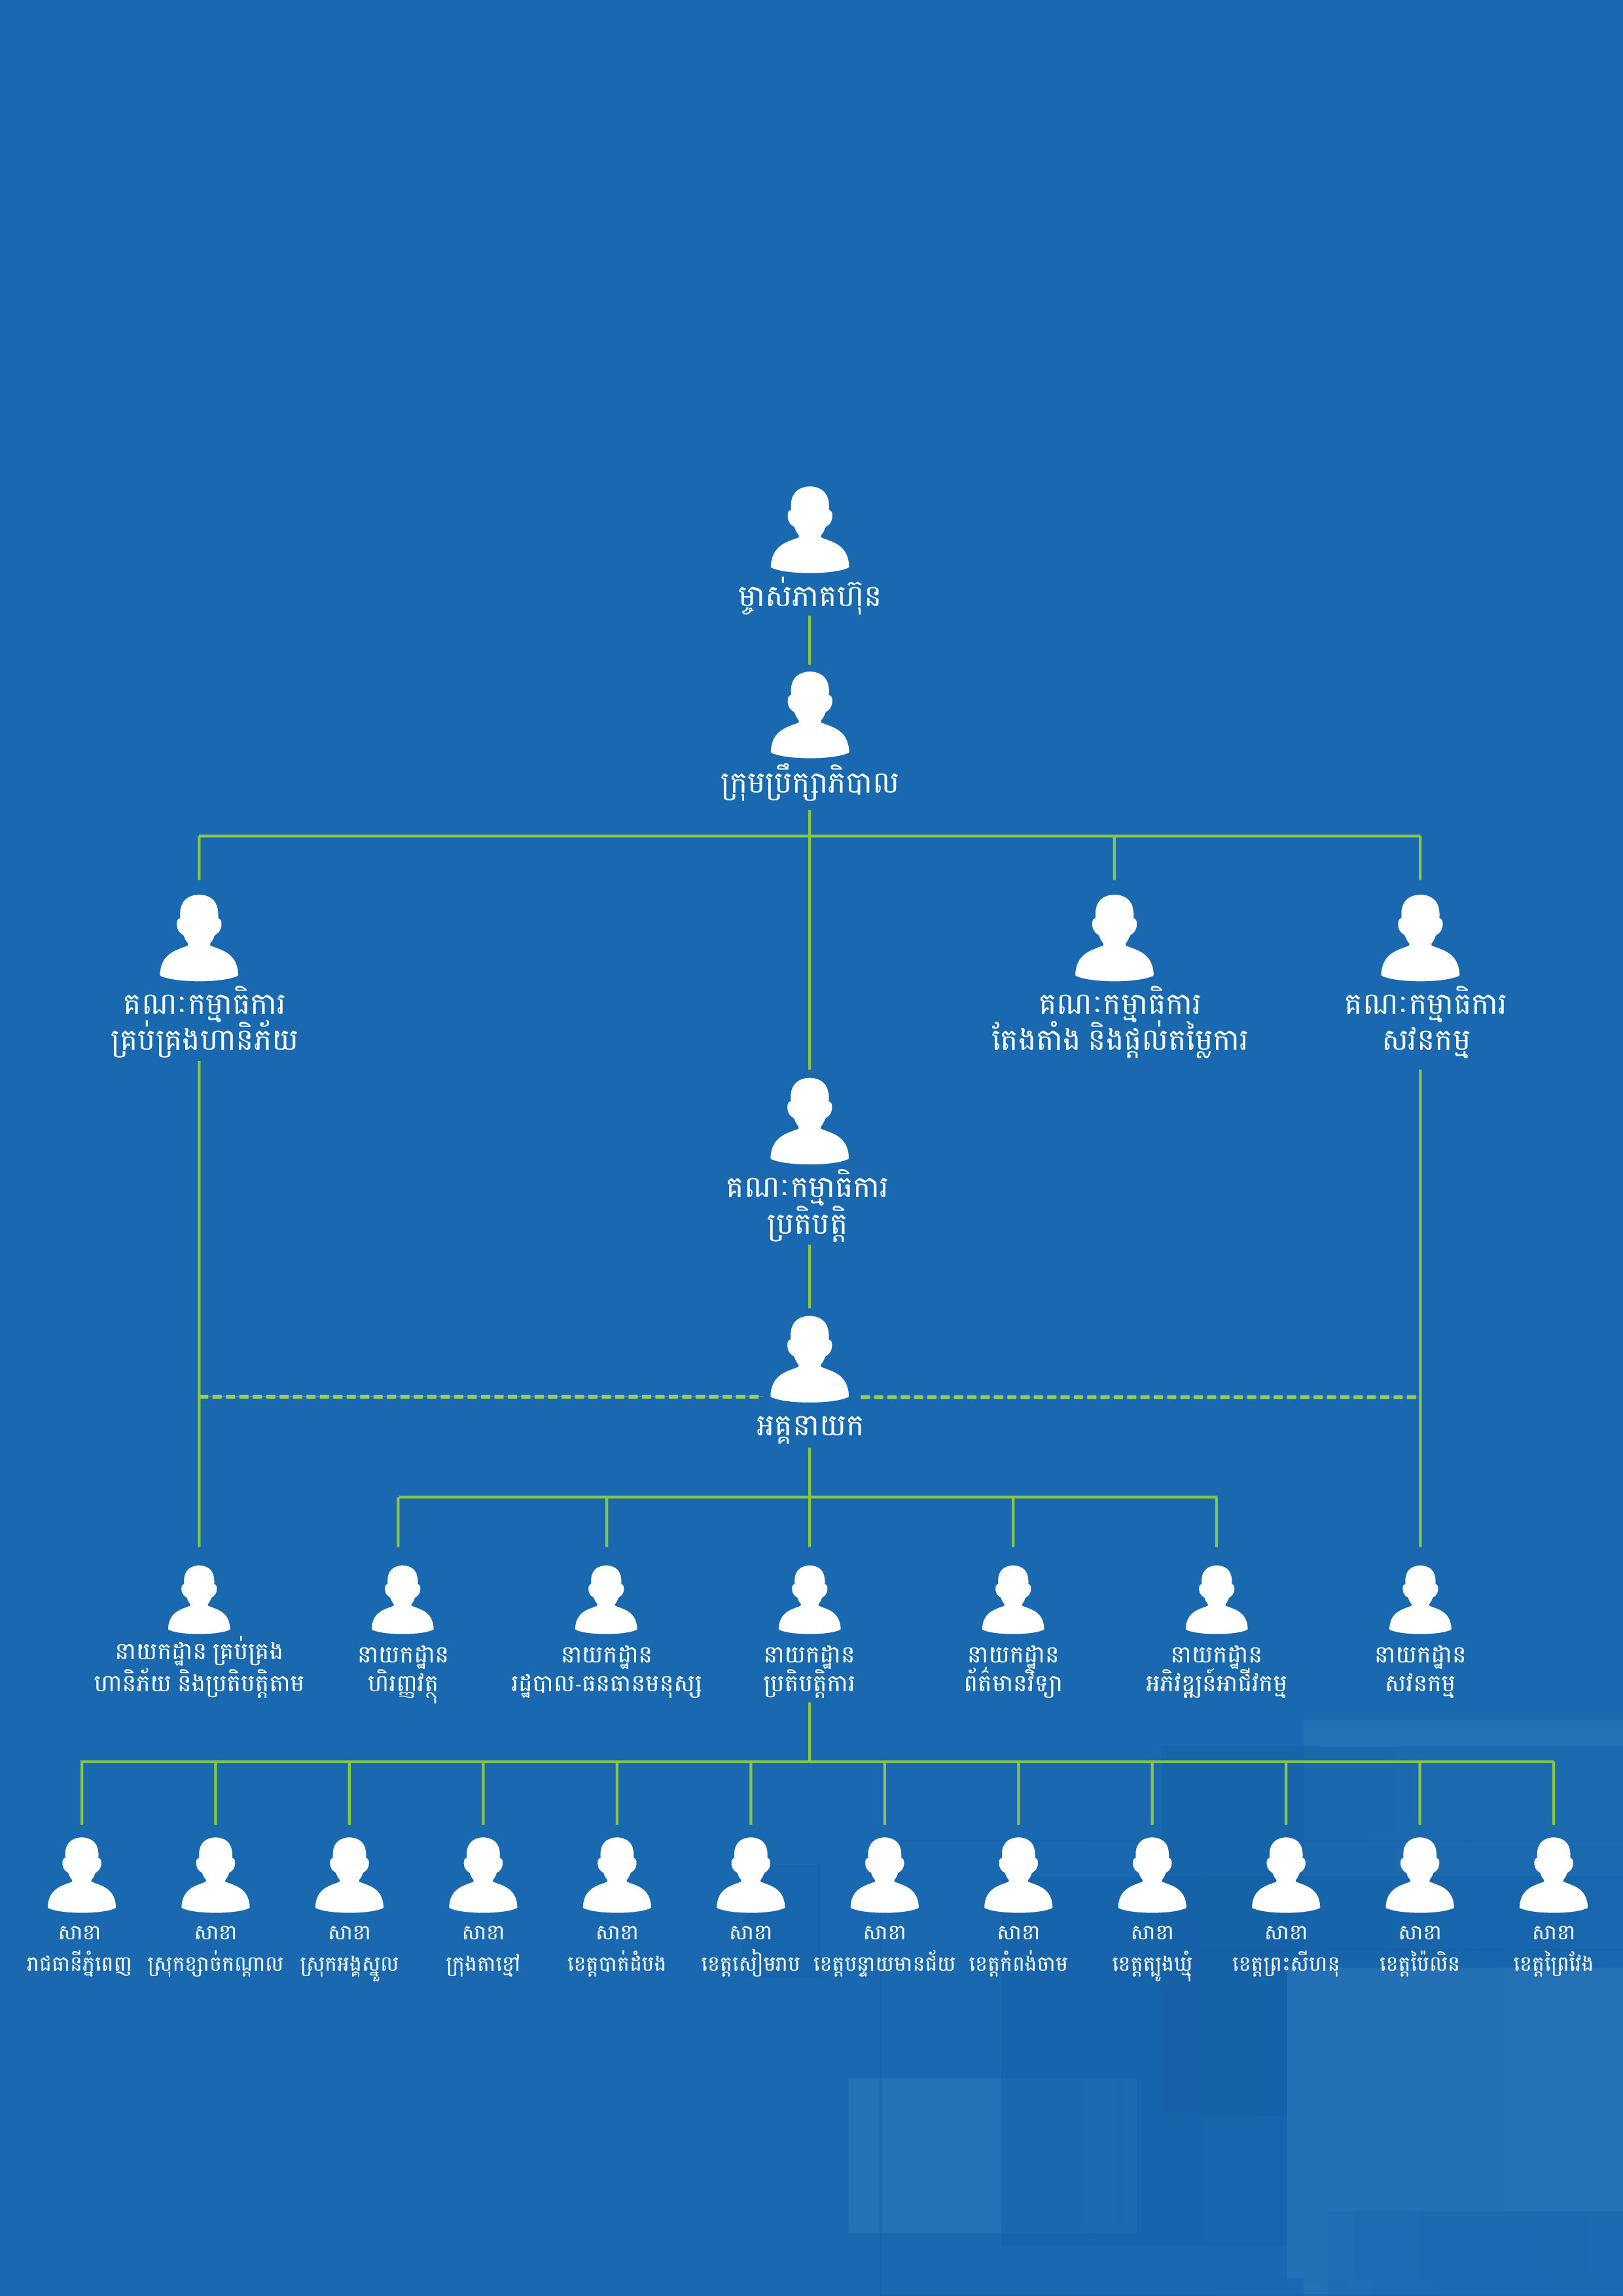 ម្ចាស់ភាគហ៊ុន
ក្រុមប្រឹក្សាភិបាល
គណៈកម្មាធិការ
គ្រប់គ្រងហានិភ័យ
គណៈកម្មាធិការ
តែងតាំង និងផ្តល់តម្លៃការ
គណៈកម្មាធិការ
សវនកម្ម
គណៈកម្មាធិការ
ប្រតិបត្តិ
អគ្គនាយក
នាយកដ្ឋាន គ្រប់គ្រង
ហានិភ័យ និងប្រតិបត្តិតាម
នាយកដ្ឋាន
ហិរញ្ញវត្ថុ
នាយកដ្ឋាន
រដ្ឋបាល-ធនធានមនុស្ស
នាយកដ្ឋាន
ប្រតិបត្តិការ
នាយកដ្ឋាន
ព័ត៌មានវិទ្យា
នាយកដ្ឋាន
អភិវឌ្ឍន៍អាជីវកម្ម
នាយកដ្ឋាន
សវនកម្ម
សាខា
រាជធានីភ្នំពេញ
សាខា
ស្រុកខ្សាច់កណ្តាល
សាខា
ស្រុកអង្គស្នួល
សាខា
ក្រុងតាខ្មៅ
សាខា
ខេត្តបាត់ដំបង
សាខា
ខេត្តសៀមរាប
សាខា
ខេត្តបន្ទាយមានជ័យ
សាខា
ខេត្តកំពង់ចាម
សាខា
ខេត្តត្បូងឃ្មុំ
សាខា
ខេត្តព្រះសីហនុ
សាខា
ខេត្តប៉ៃលិន
សាខា
ខេត្តព្រៃវែង